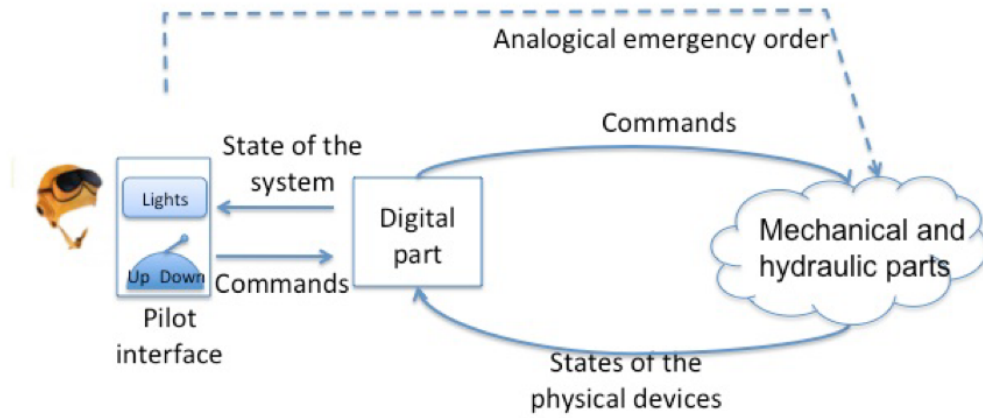 Analogical emergency order
Commands
State of the
system
Lights
Digital
part
Mechanical and
hydraulic parts
Up Down
Commands
Pilot
interface
States of the
physical devices